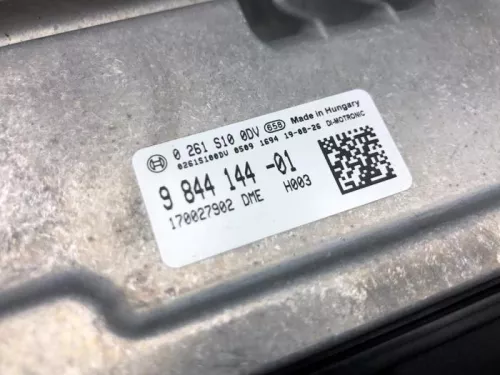 0 261 S10 0DV 658 Made in Hungary
0261S100DV 0509 1694 19-08-26 DI-MOTRONIC
9 844 144 -01
170027902 DME H003